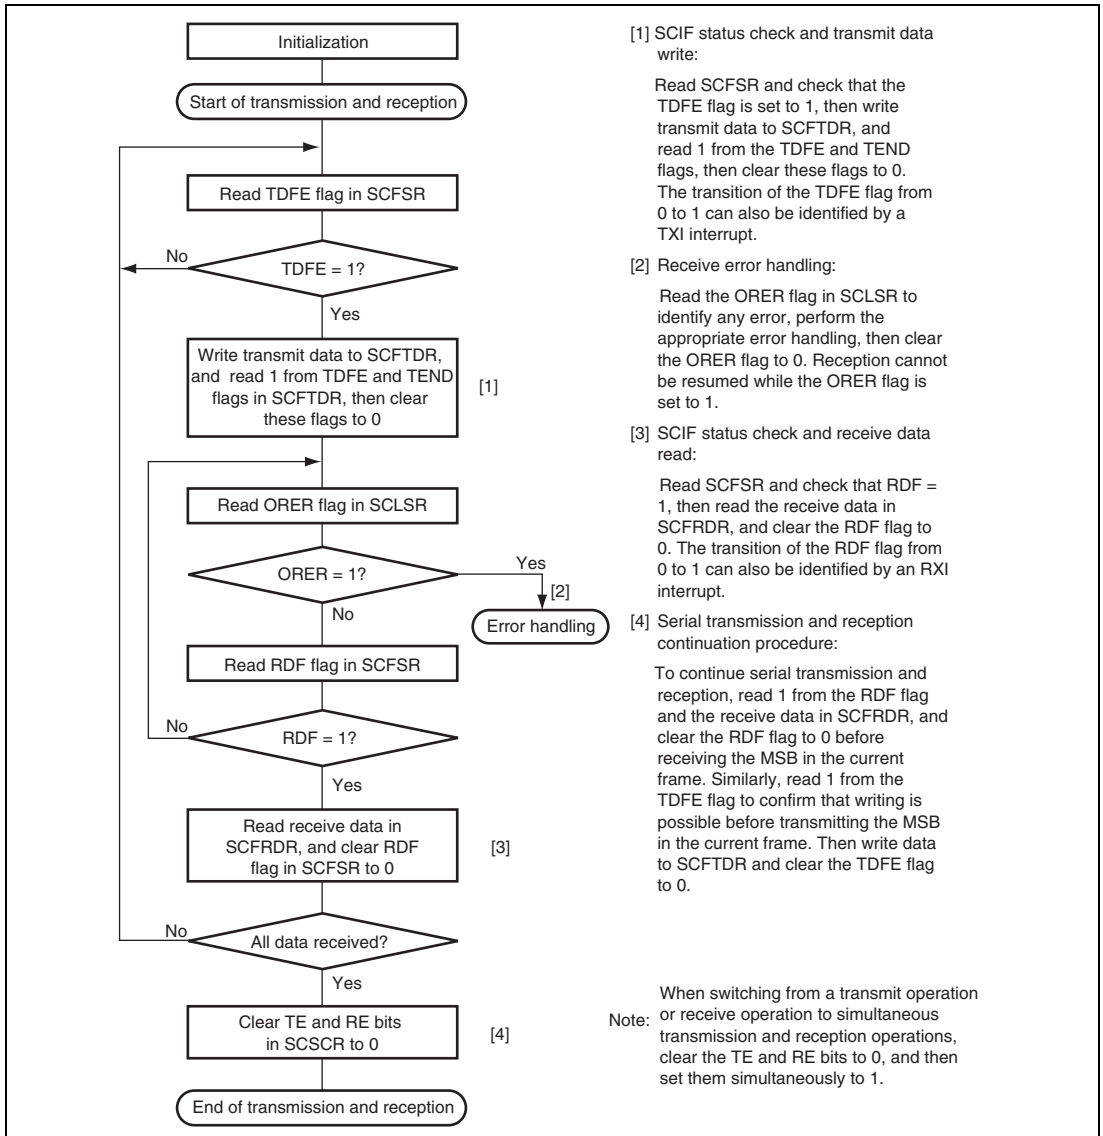 Initialization
Start of transmission and reception
Read TDFE flag in SCFSR
No
TDFE = 1?
Yes
Write transmit data to SCFTDR,
and read 1 from TDFE and TEND
flags in SCFTDR, then clear
these flags to 0
[1]
Read ORER flag in SCLSR
ORER = 1?
Yes
[2]
Error handling
No
Read RDF flag in SCFSR
No
RDF = 1?
Yes
Read receive data in
SCFRDR, and clear RDF
flag in SCFSR to 0
[3]
No
All data received?
Yes
Clear TE and RE bits
in SCSCR to 0
[4]
End of transmission and reception
[1] SCIF status check and transmit data
write:
Read SCFSR and check that the
TDFE flag is set to 1, then write
transmit data to SCFTDR, and
read 1 from the TDFE and TEND
flags, then clear these flags to 0.
The transition of the TDFE flag from
0 to 1 can also be identified by a
TXI interrupt.
[2] Receive error handling:
Read the ORER flag in SCLSR to
identify any error, perform the
appropriate error handling, then clear
the ORER flag to 0. Reception cannot
be resumed while the ORER flag is
set to 1.
[3] SCIF status check and receive data
read:
Read SCFSR and check that RDF =
1, then read the receive data in
SCFRDR, and clear the RDF flag to
0. The transition of the RDF flag from
0 to 1 can also be identified by an RXI
interrupt.
[4] Serial transmission and reception
continuation procedure:
To continue serial transmission and
reception, read 1 from the RDF flag
and the receive data in SCFRDR, and
clear the RDF flag to 0 before
receiving the MSB in the current
frame. Similarly, read 1 from the
TDFE flag to confirm that writing is
possible before transmitting the MSB
in the current frame. Then write data
to SCFTDR and clear the TDFE flag
to 0.
Note: When switching from a transmit operation
or receive operation to simultaneous
transmission and reception operations,
clear the TE and RE bits to 0, and then
set them simultaneously to 1.